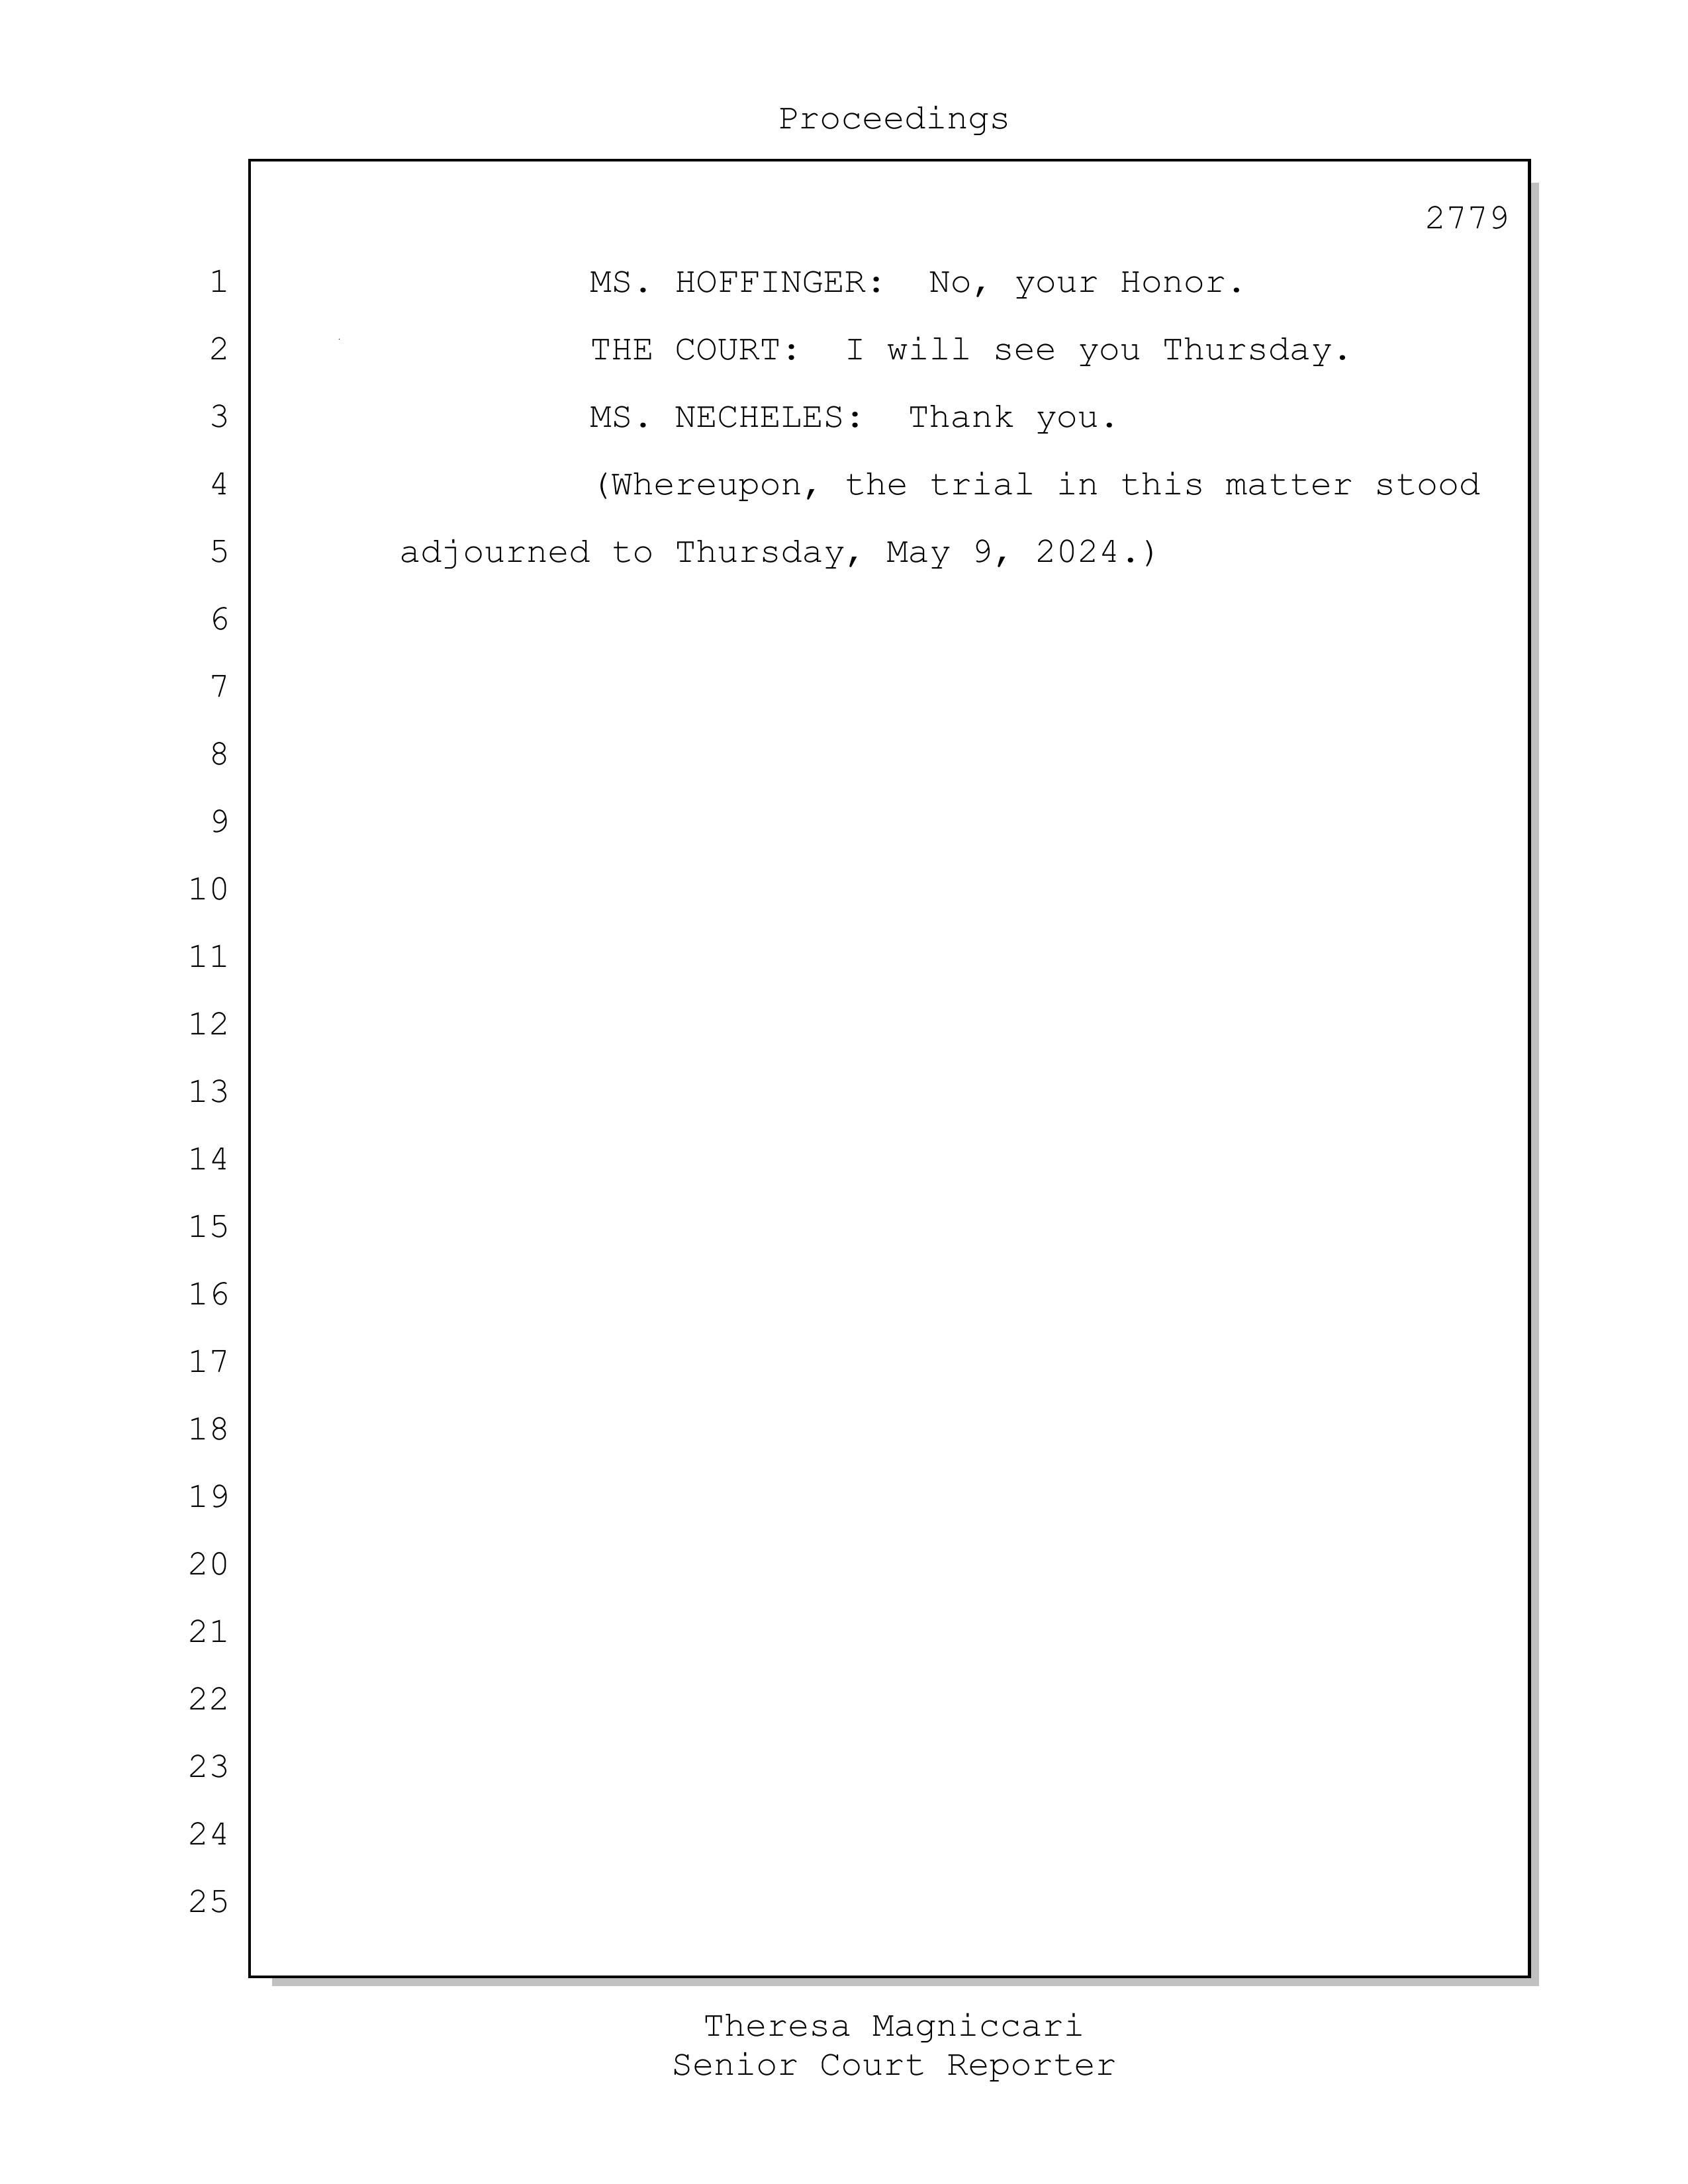 Proceedings
2779
1 MS. HOFFINGER: No, your Honor.
2 THE COURT: I will see you Thursday.
3 MS. NECHELES: Thank you.
4 (Whereupon, the trial in this matter stood
5 adjourned to Thursday, May 9, 2024.)
6
7
8
9
10
11
12
13
14
15
16
17
18
19
20
21
22
23
24
25
Theresa Magniccari
Senior Court Reporter